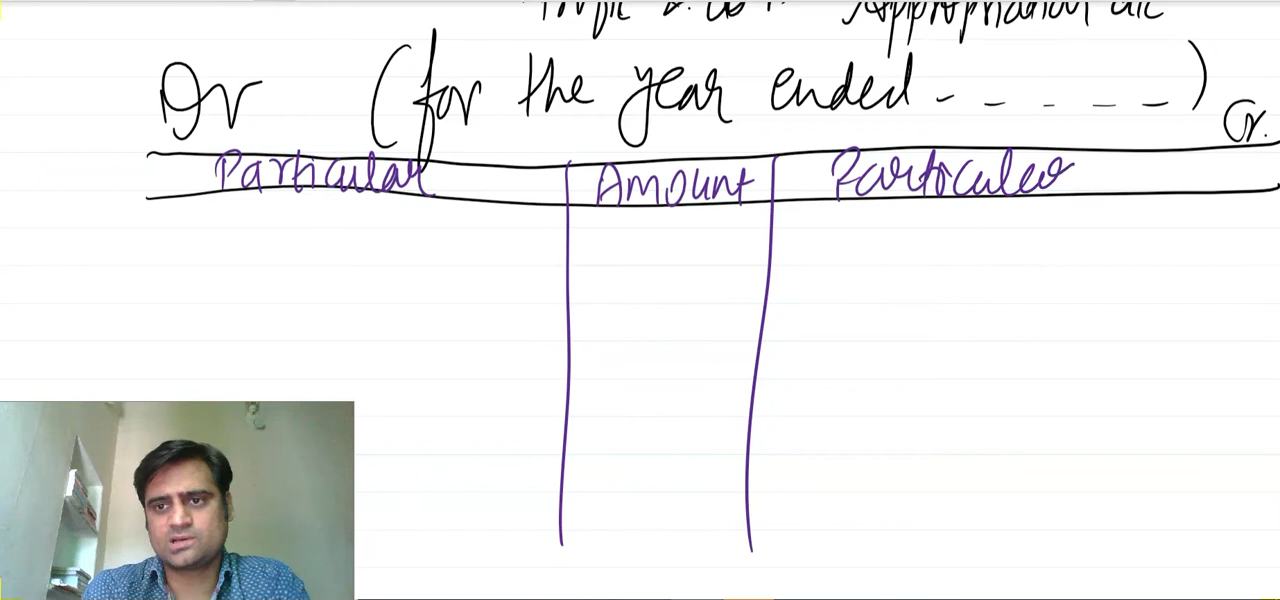 Appropriation a/c
Dr (for the year ended - - - - - -) Cr.
Particular Amount Particular